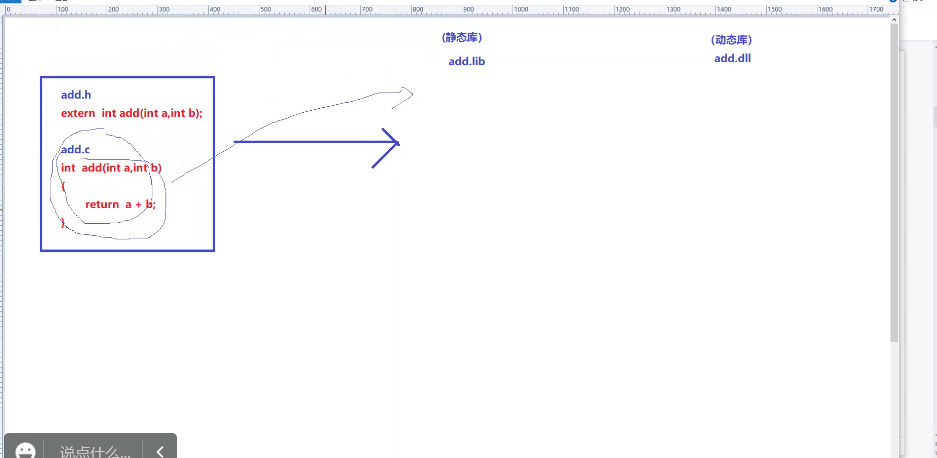 0 100 200 300 400 500 600 700 800 900 1000 1100 1200 1300 1400 1500 1600 1700
(静态库)
add.lib
(动态库)
add.dll
add.h
extern int add(int a,int b);
add.c
int add(int a,int b)
{
return a + b;
}
说点什么...